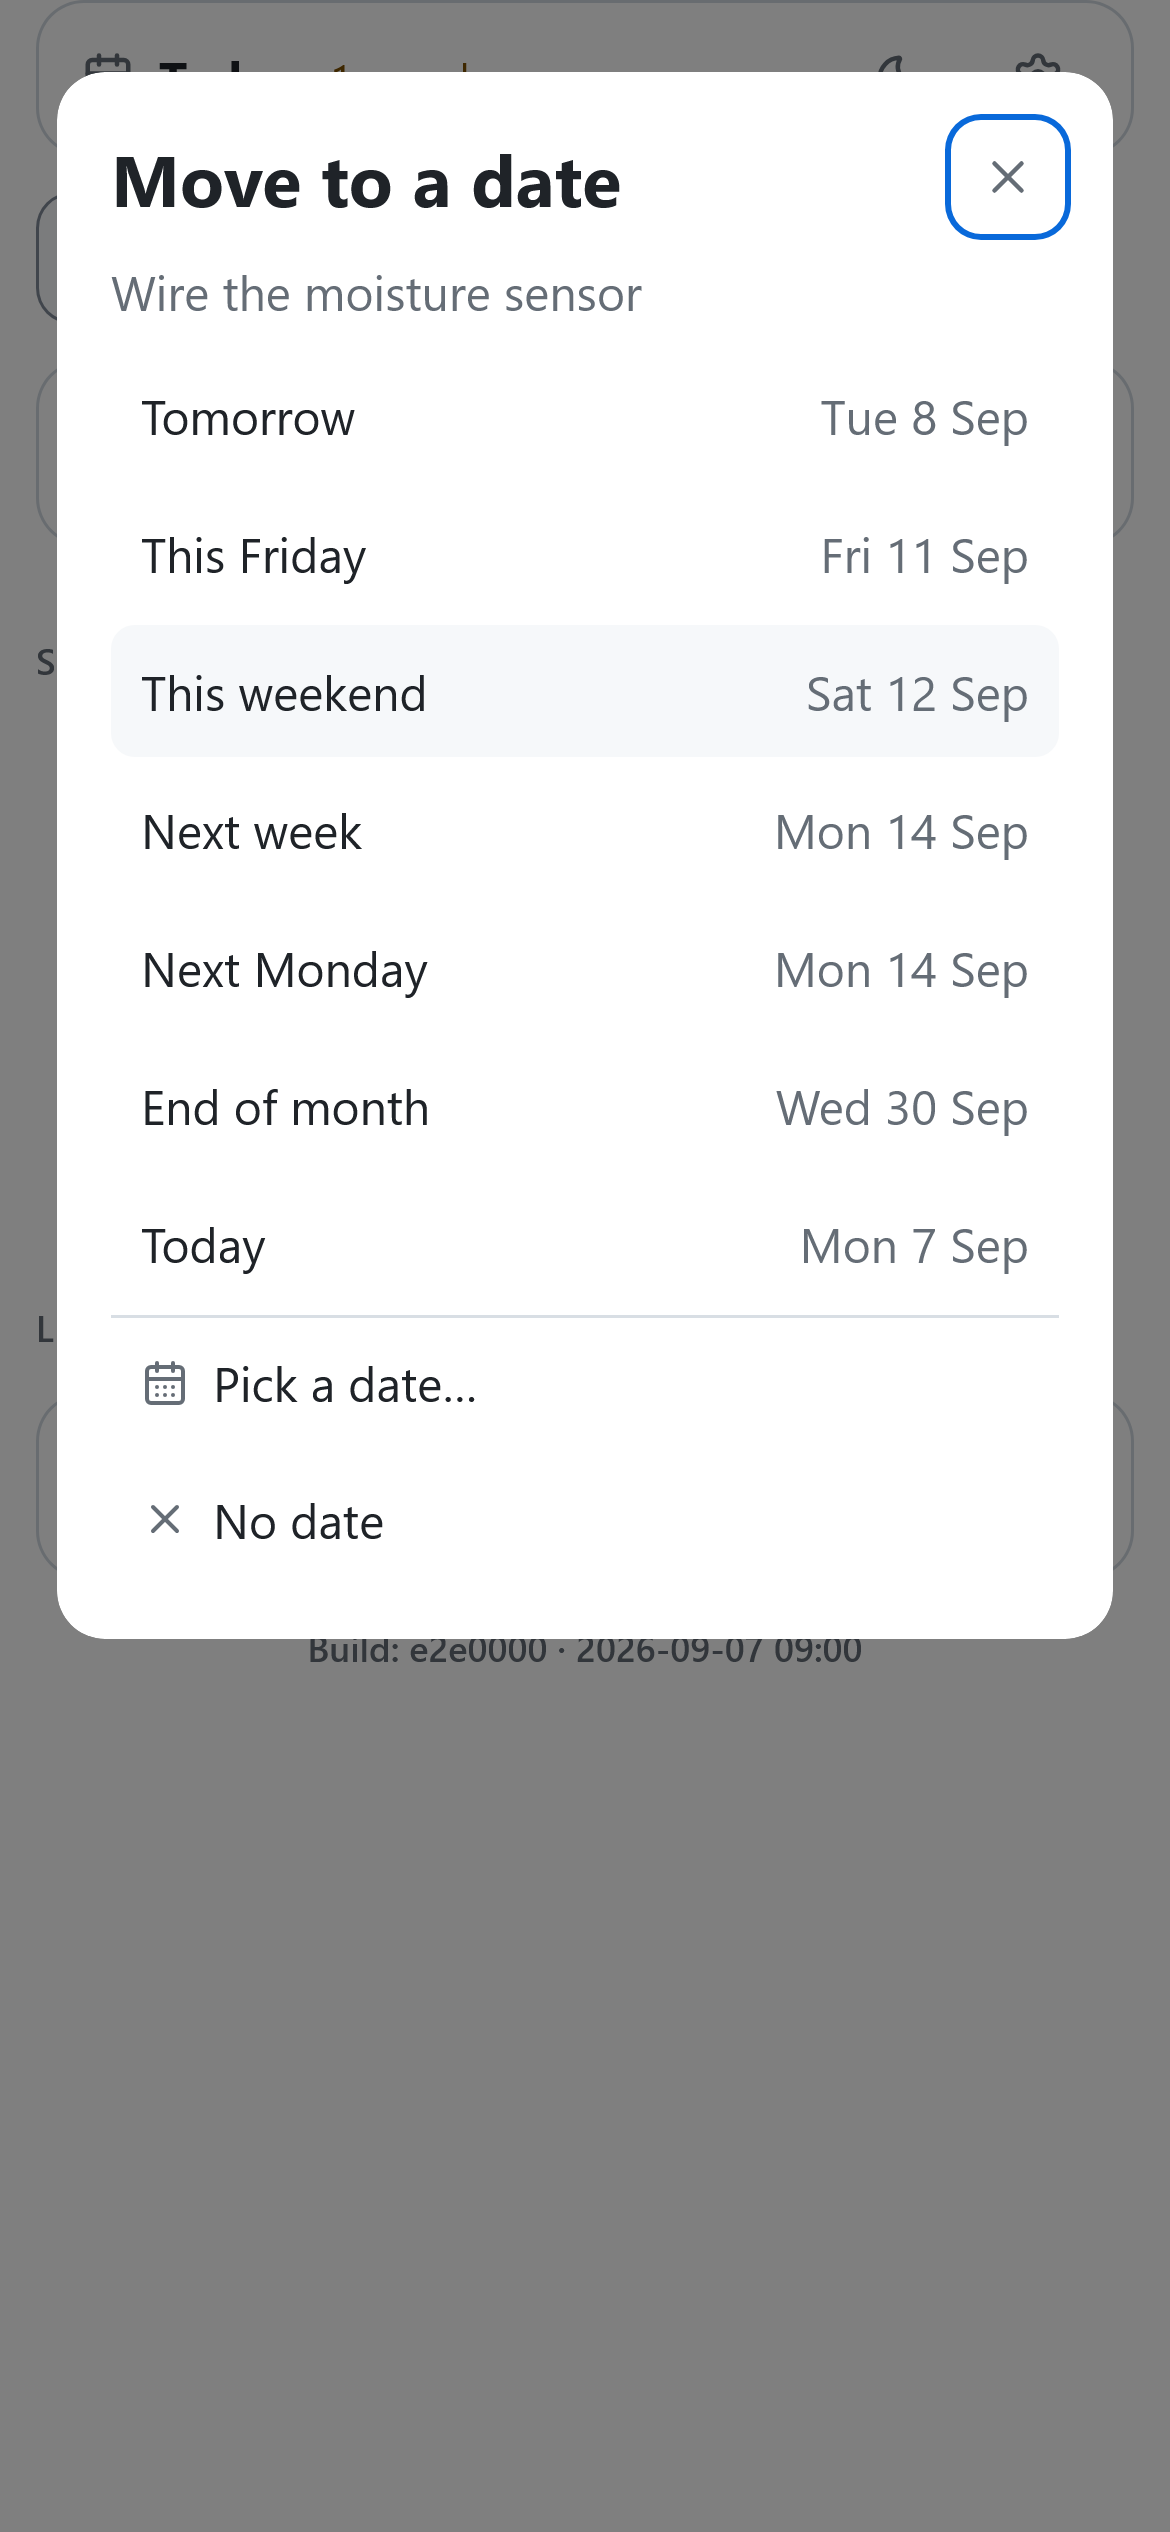 Move to a date
Wire the moisture sensor
Tomorrow Tue 8 Sep
This Friday Fri 11 Sep
This weekend Sat 12 Sep
Next week Mon 14 Sep
Next Monday Mon 14 Sep
End of month Wed 30 Sep
Today Mon 7 Sep
Pick a date...
No date
Build: e2e0000 · 2026-09-07 09:00